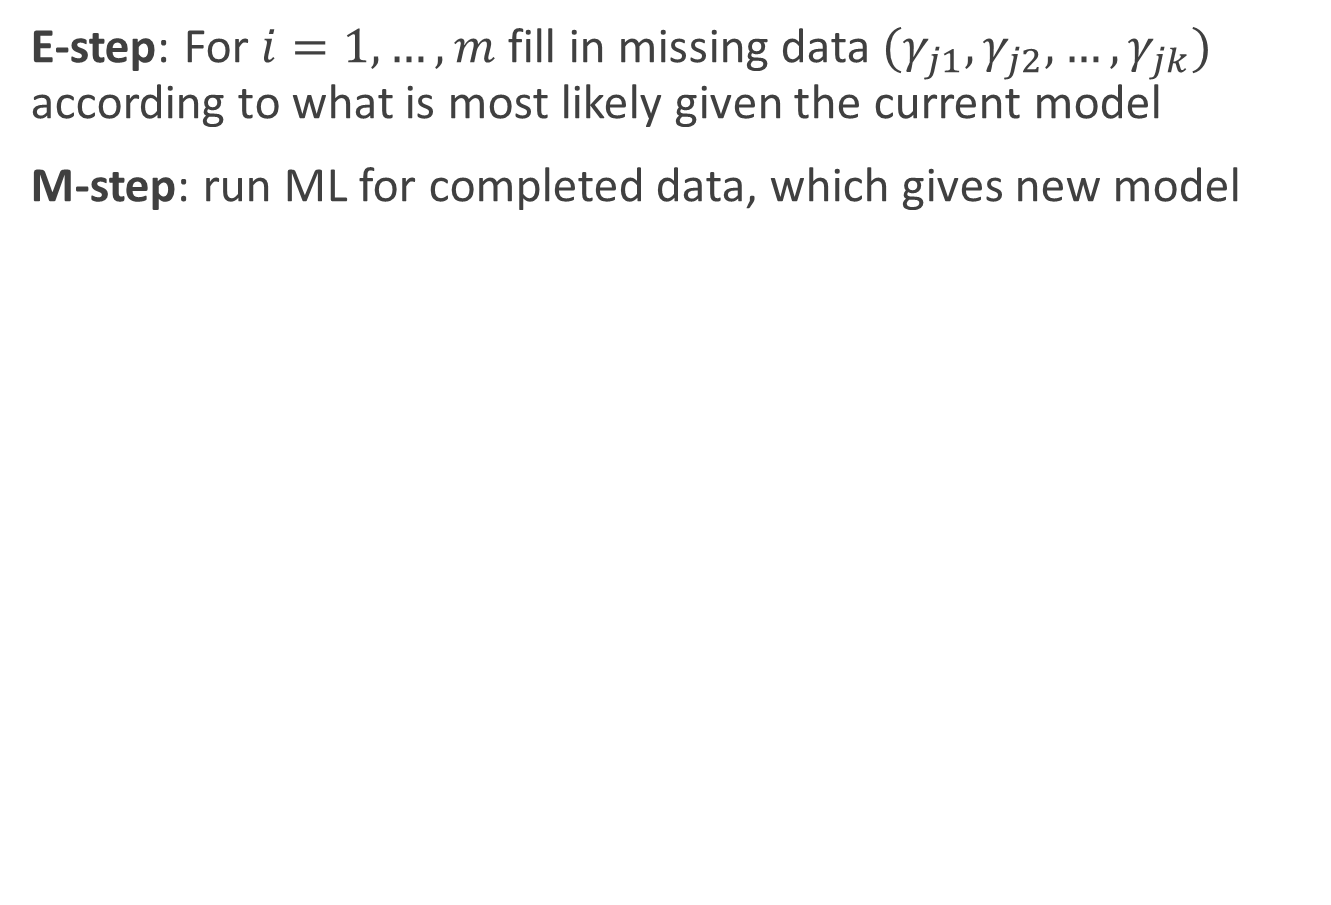 E-step: For i = 1, … , m fill in missing data (γj1, γj2, … , γjk)
according to what is most likely given the current model
M-step: run ML for completed data, which gives new model